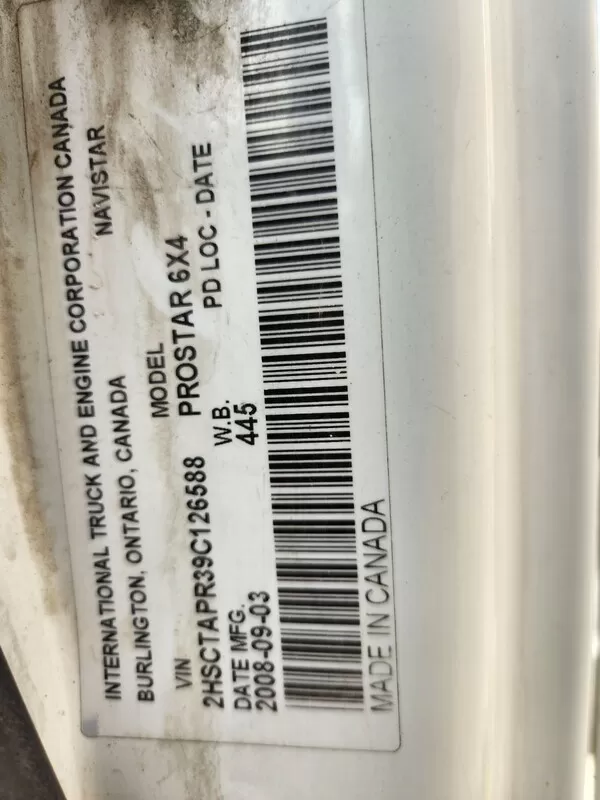 INTERNATIONAL TRUCK AND ENGINE CORPORATION CANADA
BURLINGTON, ONTARIO, CANADA NAVISTAR
VIN MODEL
2HSCTAPR39C126588 PROSTAR 6X4
DATE MFG. W.B. PD LOC - DATE
2008-09-03 445
MADE IN CANADA